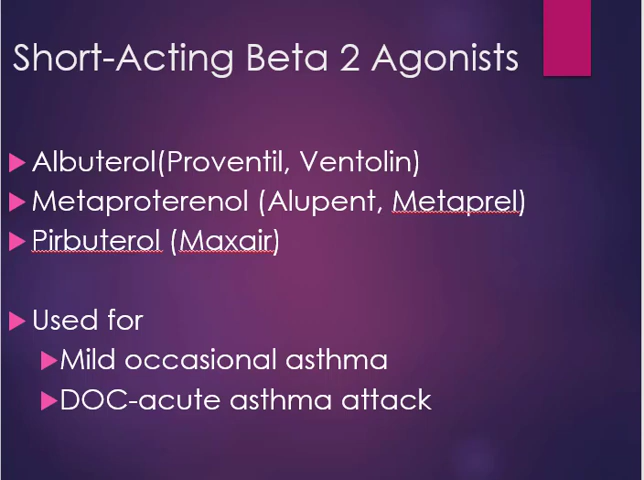 Short-Acting Beta 2 Agonists
Albuterol(Proventil, Ventolin)
Metaproterenol (Alupent, Metaprel)
Pirbuterol (Maxair)
Used for
Mild occasional asthma
DOC-acute asthma attack